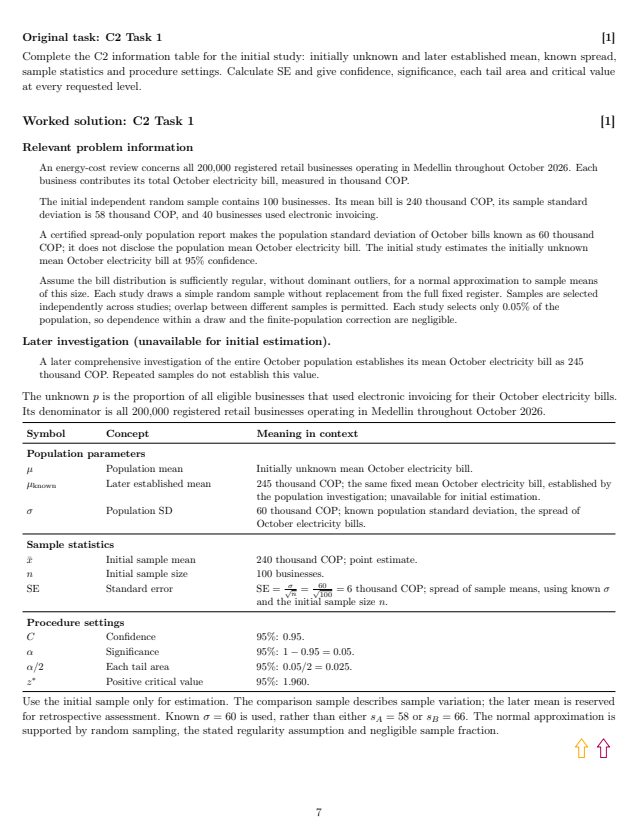 Original task: C2 Task 1 [1]
Complete the C2 information table for the initial study: initially unknown and later established mean, known spread,
sample statistics and procedure settings. Calculate SE and give confidence, significance, each tail area and critical value
at every requested level.
Worked solution: C2 Task 1 [1]
Relevant problem information
An energy-cost review concerns all 200,000 registered retail businesses operating in Medellin throughout October 2026. Each
business contributes its total October electricity bill, measured in thousand COP.
The initial independent random sample contains 100 businesses. Its mean bill is 240 thousand COP, its sample standard
deviation is 58 thousand COP, and 40 businesses used electronic invoicing.
A certified spread-only population report makes the population standard deviation of October bills known as 60 thousand
COP; it does not disclose the population mean October electricity bill. The initial study estimates the initially unknown
mean October electricity bill at 95% confidence.
Assume the bill distribution is sufficiently regular, without dominant outliers, for a normal approximation to sample means
of this size. Each study draws a simple random sample without replacement from the full fixed register. Samples are selected
independently across studies; overlap between different samples is permitted. Each study selects only 0.05% of the
population, so dependence within a draw and the finite-population correction are negligible.
Later investigation (unavailable for initial estimation).
A later comprehensive investigation of the entire October population establishes its mean October electricity bill as 245
thousand COP. Repeated samples do not establish this value.
The unknown p is the proportion of all eligible businesses that used electronic invoicing for their October electricity bills.
Its denominator is all 200,000 registered retail businesses operating in Medellin throughout October 2026.
Symbol Concept Meaning in context
Population parameters
μ Population mean Initially unknown mean October electricity bill.
μknown Later established mean 245 thousand COP; the same fixed mean October electricity bill, established by
the population investigation; unavailable for initial estimation.
σ Population SD 60 thousand COP; known population standard deviation, the spread of
October electricity bills.
Sample statistics
x̄ Initial sample mean 240 thousand COP; point estimate.
n Initial sample size 100 businesses.
SE Standard error SE = σ/√n = 60/√100 = 6 thousand COP; spread of sample means, using known σ
and the initial sample size n.
Procedure settings
C Confidence 95%: 0.95.
α Significance 95%: 1 − 0.95 = 0.05.
α/2 Each tail area 95%: 0.05/2 = 0.025.
z* Positive critical value 95%: 1.960.
Use the initial sample only for estimation. The comparison sample describes sample variation; the later mean is reserved
for retrospective assessment. Known σ = 60 is used, rather than either sA = 58 or sB = 66. The normal approximation is
supported by random sampling, the stated regularity assumption and negligible sample fraction.
7